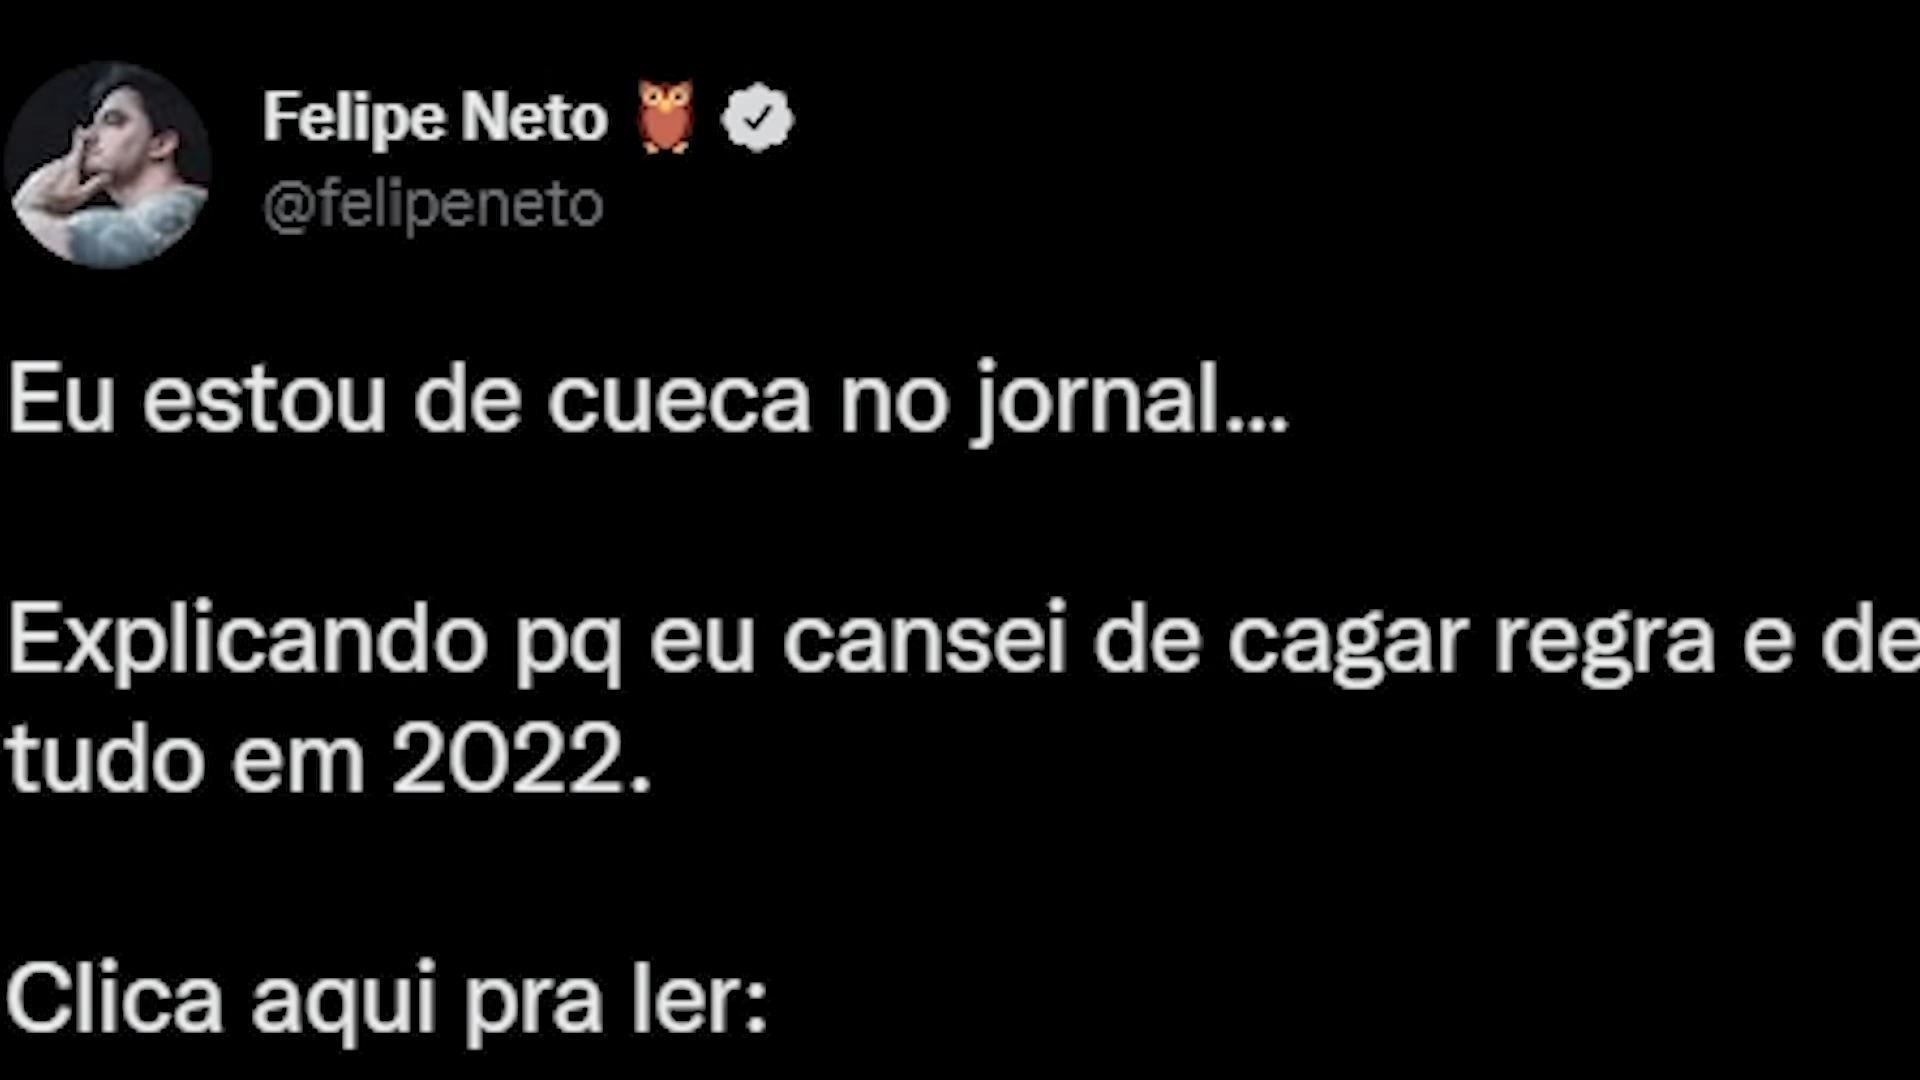 Felipe Neto 🦉
@felipeneto
Eu estou de cueca no jornal...
Explicando pq eu cansei de cagar regra e de
tudo em 2022.
Clica aqui pra ler: